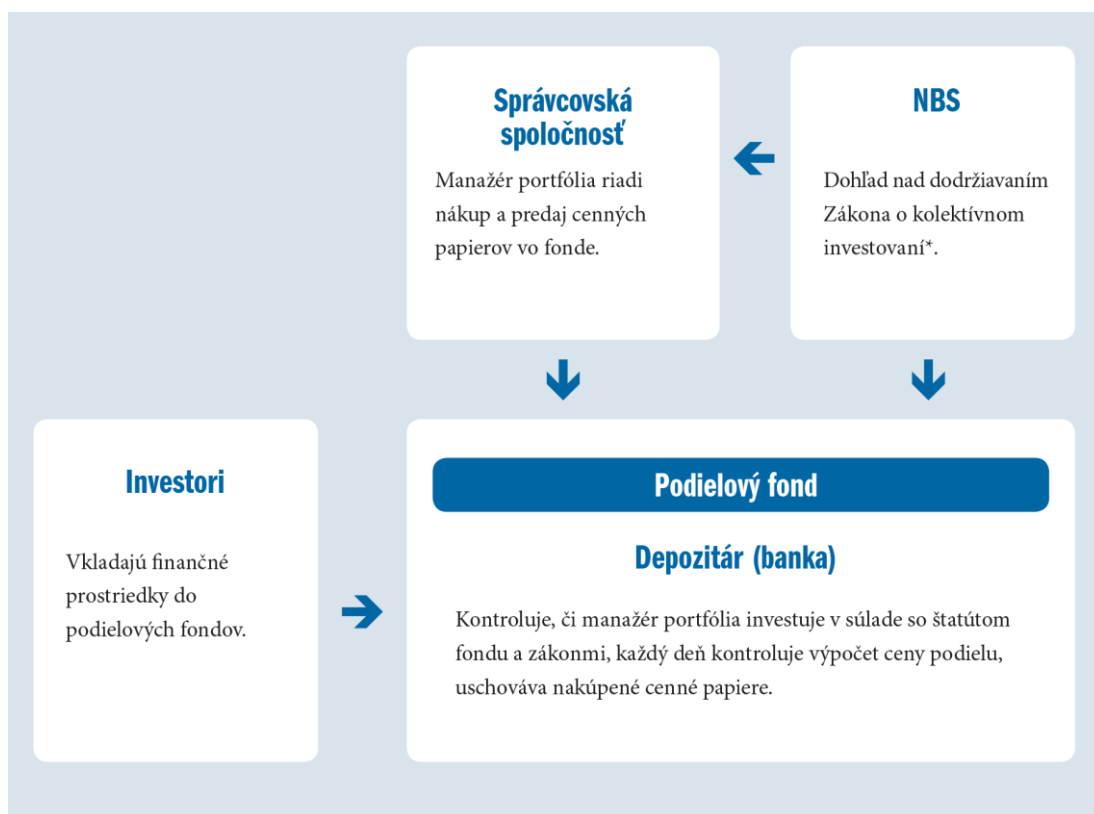 Správcovská
spoločnosť
Manažér portfólia riadi
nákup a predaj cenných
papierov vo fonde.
NBS
Dohľad nad dodržiavaním
Zákona o kolektívnom
investovaní*.
Investori
Vkladajú finančné
prostriedky do
podielových fondov.
Podielový fond
Depozitár (banka)
Kontroluje, či manažér portfólia investuje v súlade so štatútom
fondu a zákonmi, každý deň kontroluje výpočet ceny podielu,
uschováva nakúpené cenné papiere.